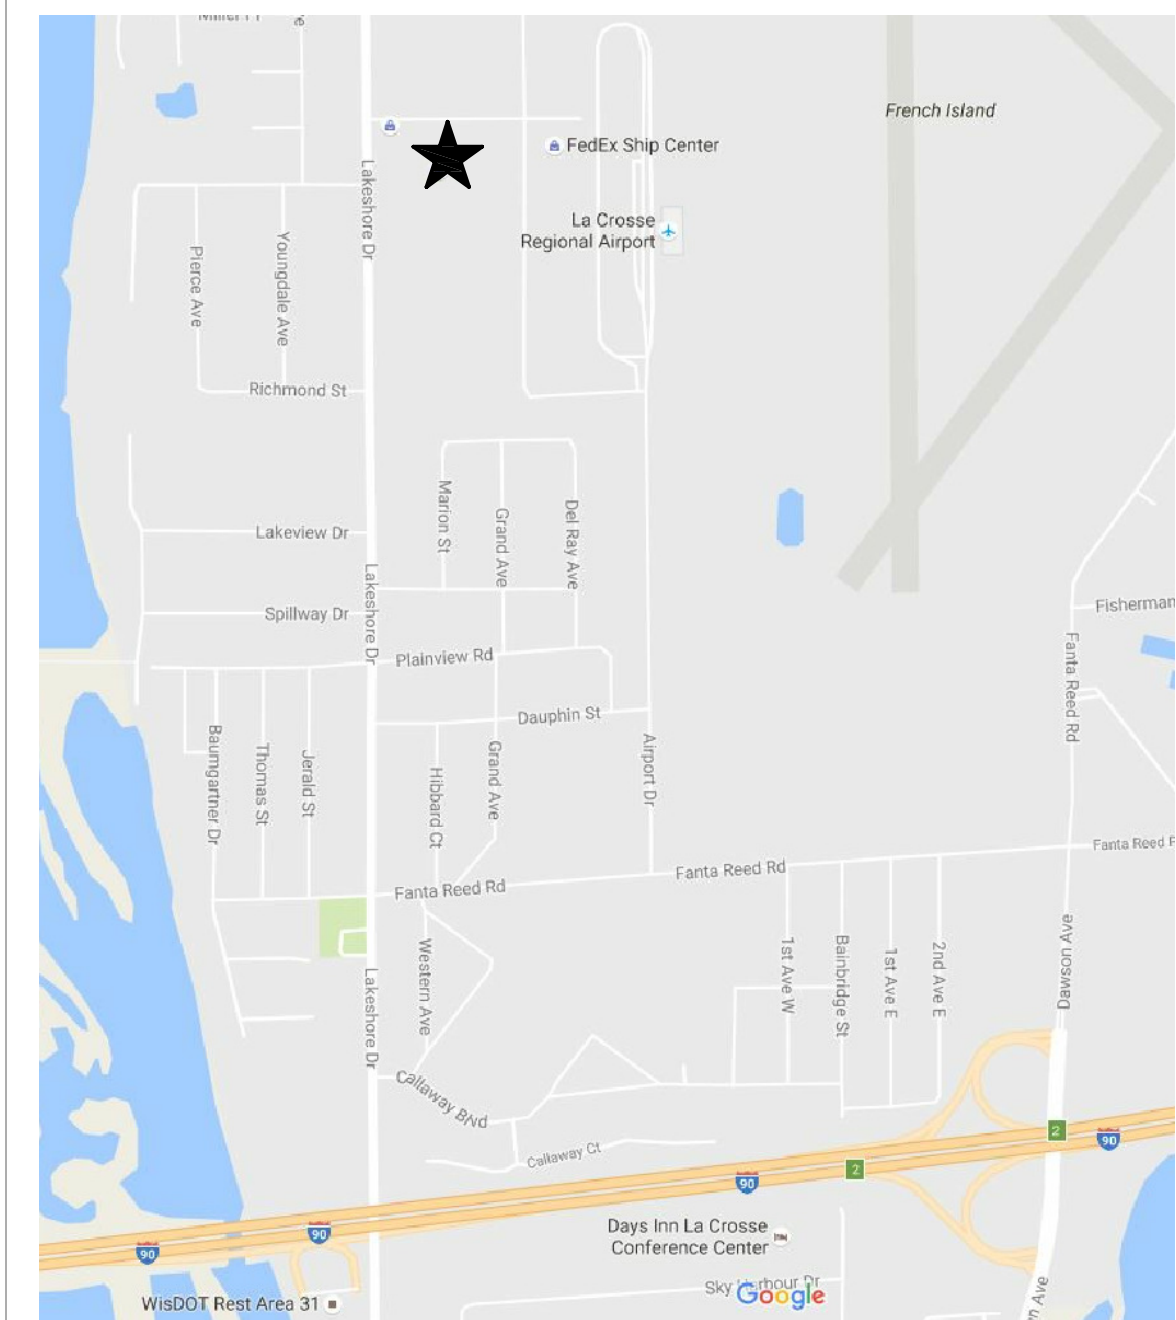 French Island
FedEx Ship Center
Lakeshore Dr
La Crosse
Regional Airport
Pierce Ave
Youngdale Ave
Richmond St
Marion St
Grand Ave
Del Ray Ave
Lakeview Dr
Lakeshore Dr
Spillway Dr
Fisherman
Fanta Reed Rd
Plainview Rd
Dauphin St
Baumgartner Dr
Thomas St
Jerald St
Hibbard Ct
Grand Ave
Airport Dr
Fanta Reed R
Fanta Reed Rd
Fanta Reed Rd
Lakeshore Dr
Western Ave
1st Ave W
Bainbridge St
1st Ave E
2nd Ave E
Dawson Ave
Callaway Blvd
Callaway Ct
2
90
2
90
90
90
Days Inn La Crosse
Conference Center
WisDOT Rest Area 31
Sky Harbour Dr
Google
n Ave